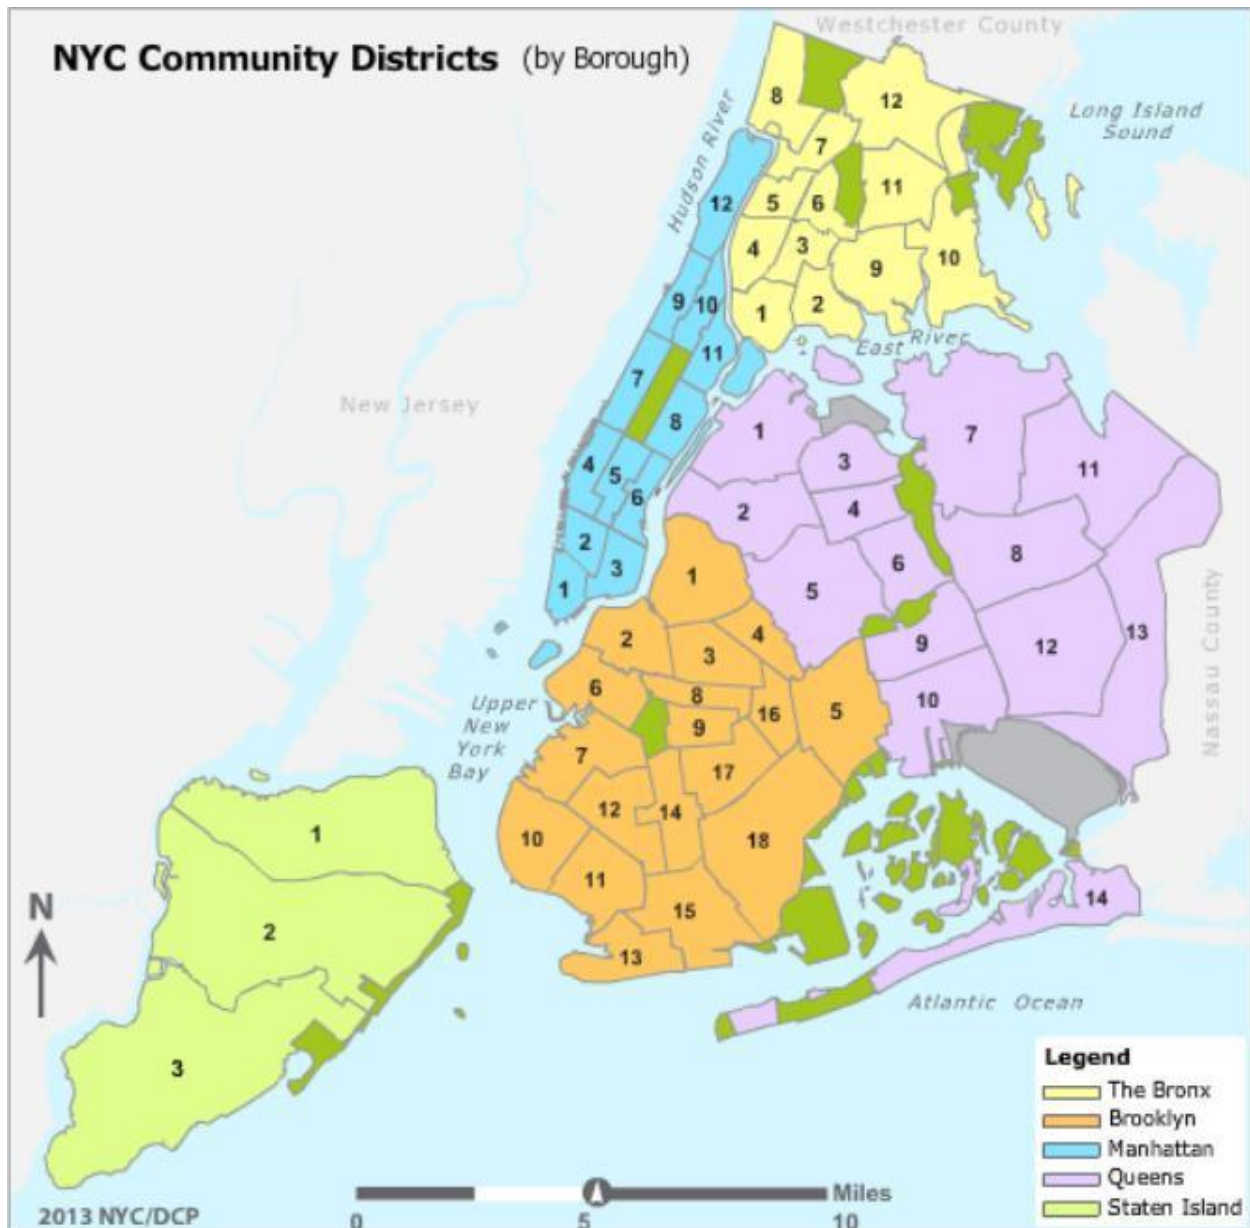 Westchester County
NYC Community Districts (by Borough)
8
12
Long Island
Sound
Hudson River
7
11
12
5
6
4
3
10
9
9
10
1
2
East River
11
7
New Jersey
8
1
7
3
11
4
5
6
2
4
8
2
3
6
1
1
5
13
2
4
9
12
3
6
8
10
16
5
9
Upper
New
York
Bay
7
17
12
14
1
10
18
11
14
15
2
13
N
Nassau County
Atlantic Ocean
3
Legend
The Bronx
Brooklyn
Manhattan
Queens
Staten Island
Miles
0 5 10
2013 NYC/DCP